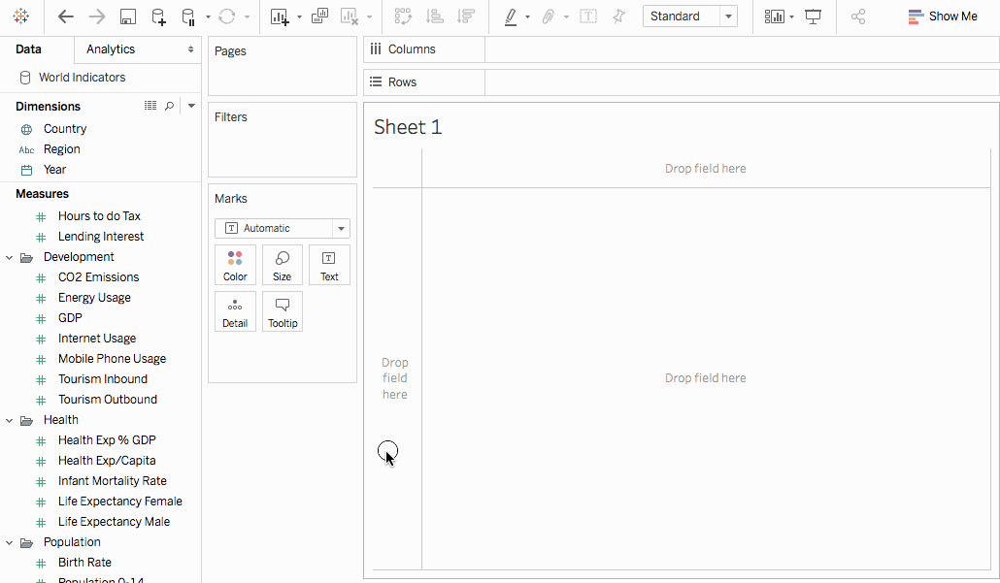 Standard
Show Me
Data
Analytics
World Indicators
Dimensions
Country
Abc Region
Year
Measures
Hours to do Tax
Lending Interest
Development
CO2 Emissions
Energy Usage
GDP
Internet Usage
Mobile Phone Usage
Tourism Inbound
Tourism Outbound
Health
Health Exp % GDP
Health Exp/Capita
Infant Mortality Rate
Life Expectancy Female
Life Expectancy Male
Population
Birth Rate
Population 0-14
Pages
Filters
Marks
T Automatic
Color
Size
T Text
Detail
Tooltip
Columns
Rows
Sheet 1
Drop field here
Drop
field
here
Drop field here